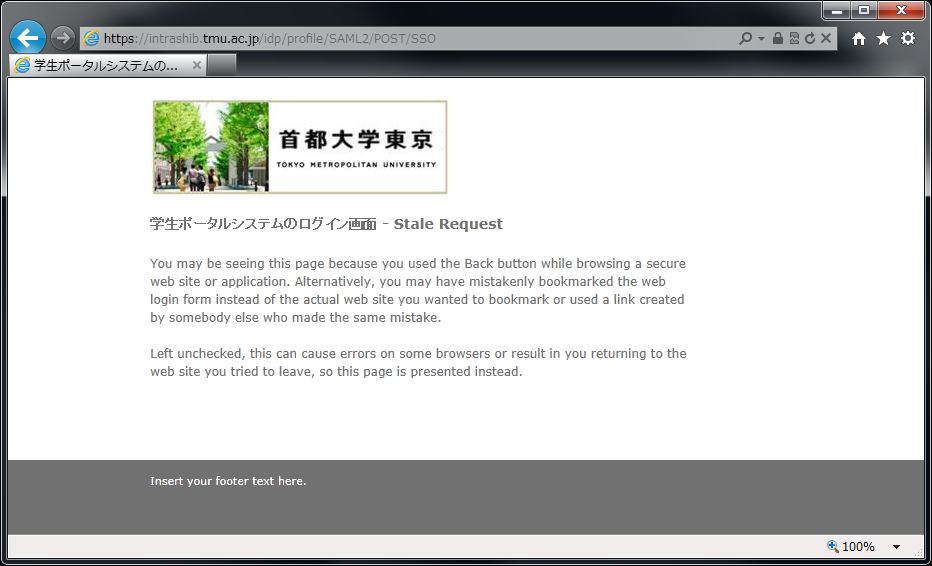 https://intrashib.tmu.ac.jp/idp/profile/SAML2/POST/SSO
学生ポータルシステムの...
首都大学東京
TOKYO METROPOLITAN UNIVERSITY
学生ポータルシステムのログイン画面 - Stale Request
You may be seeing this page because you used the Back button while browsing a secure
web site or application. Alternatively, you may have mistakenly bookmarked the web
login form instead of the actual web site you wanted to bookmark or used a link created
by somebody else who made the same mistake.
Left unchecked, this can cause errors on some browsers or result in you returning to the
web site you tried to leave, so this page is presented instead.
Insert your footer text here.
100%